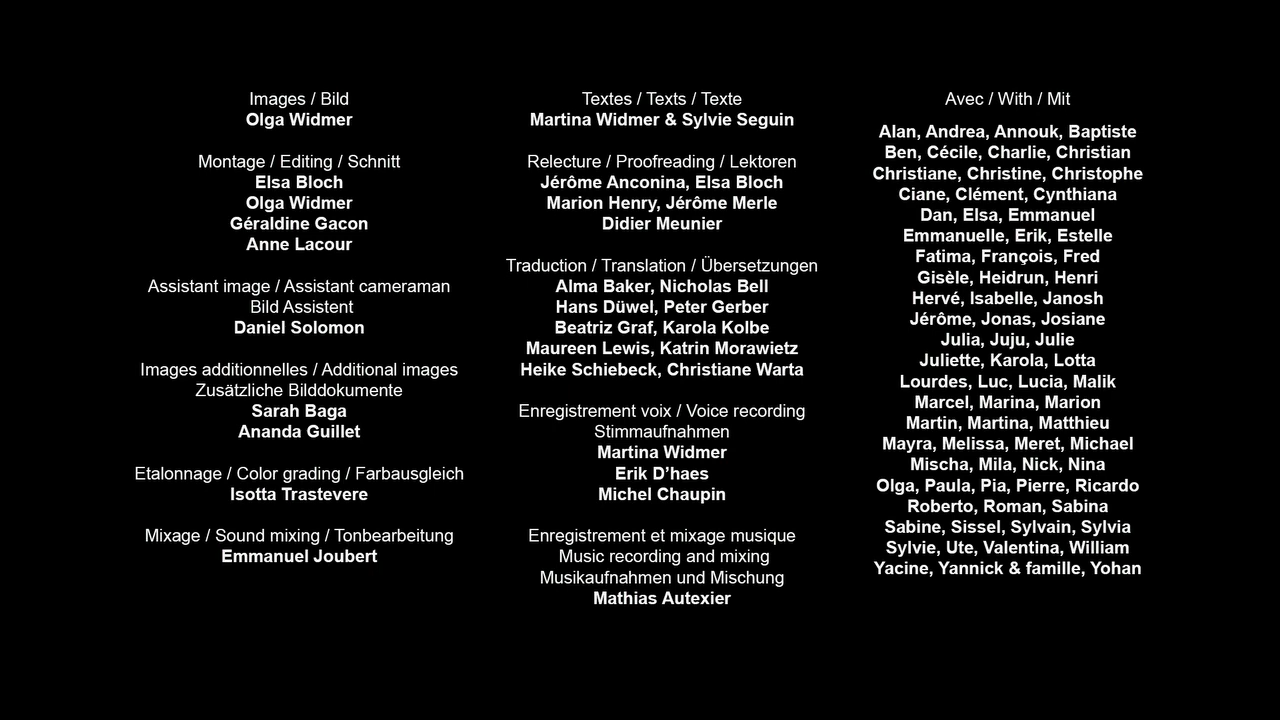 Images / Bild
Olga Widmer
Montage / Editing / Schnitt
Elsa Bloch
Olga Widmer
Géraldine Gacon
Anne Lacour
Assistant image / Assistant cameraman
Bild Assistent
Daniel Solomon
Images additionnelles / Additional images
Zusätzliche Bilddokumente
Sarah Baga
Ananda Guillet
Etalonnage / Color grading / Farbausgleich
Isotta Trastevere
Mixage / Sound mixing / Tonbearbeitung
Emmanuel Joubert
Textes / Texts / Texte
Martina Widmer & Sylvie Seguin
Relecture / Proofreading / Lektoren
Jérôme Anconina, Elsa Bloch
Marion Henry, Jérôme Merle
Didier Meunier
Traduction / Translation / Übersetzungen
Alma Baker, Nicholas Bell
Hans Düwel, Peter Gerber
Beatriz Graf, Karola Kolbe
Maureen Lewis, Katrin Morawietz
Heike Schiebeck, Christiane Warta
Enregistrement voix / Voice recording
Stimmaufnahmen
Martina Widmer
Erik D’haes
Michel Chaupin
Enregistrement et mixage musique
Music recording and mixing
Musikaufnahmen und Mischung
Mathias Autexier
Avec / With / Mit
Alan, Andrea, Annouk, Baptiste
Ben, Cécile, Charlie, Christian
Christiane, Christine, Christophe
Ciane, Clément, Cynthiana
Dan, Elsa, Emmanuel
Emmanuelle, Erik, Estelle
Fatima, François, Fred
Gisèle, Heidrun, Henri
Hervé, Isabelle, Janosh
Jérôme, Jonas, Josiane
Julia, Juju, Julie
Juliette, Karola, Lotta
Lourdes, Luc, Lucia, Malik
Marcel, Marina, Marion
Martin, Martina, Matthieu
Mayra, Melissa, Meret, Michael
Mischa, Mila, Nick, Nina
Olga, Paula, Pia, Pierre, Ricardo
Roberto, Roman, Sabina
Sabine, Sissel, Sylvain, Sylvia
Sylvie, Ute, Valentina, William
Yacine, Yannick & famille, Yohan